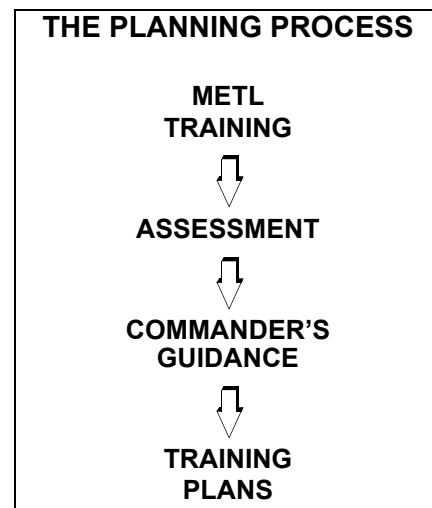 THE PLANNING PROCESS
METL
TRAINING
ASSESSMENT
COMMANDER’S
GUIDANCE
TRAINING
PLANS